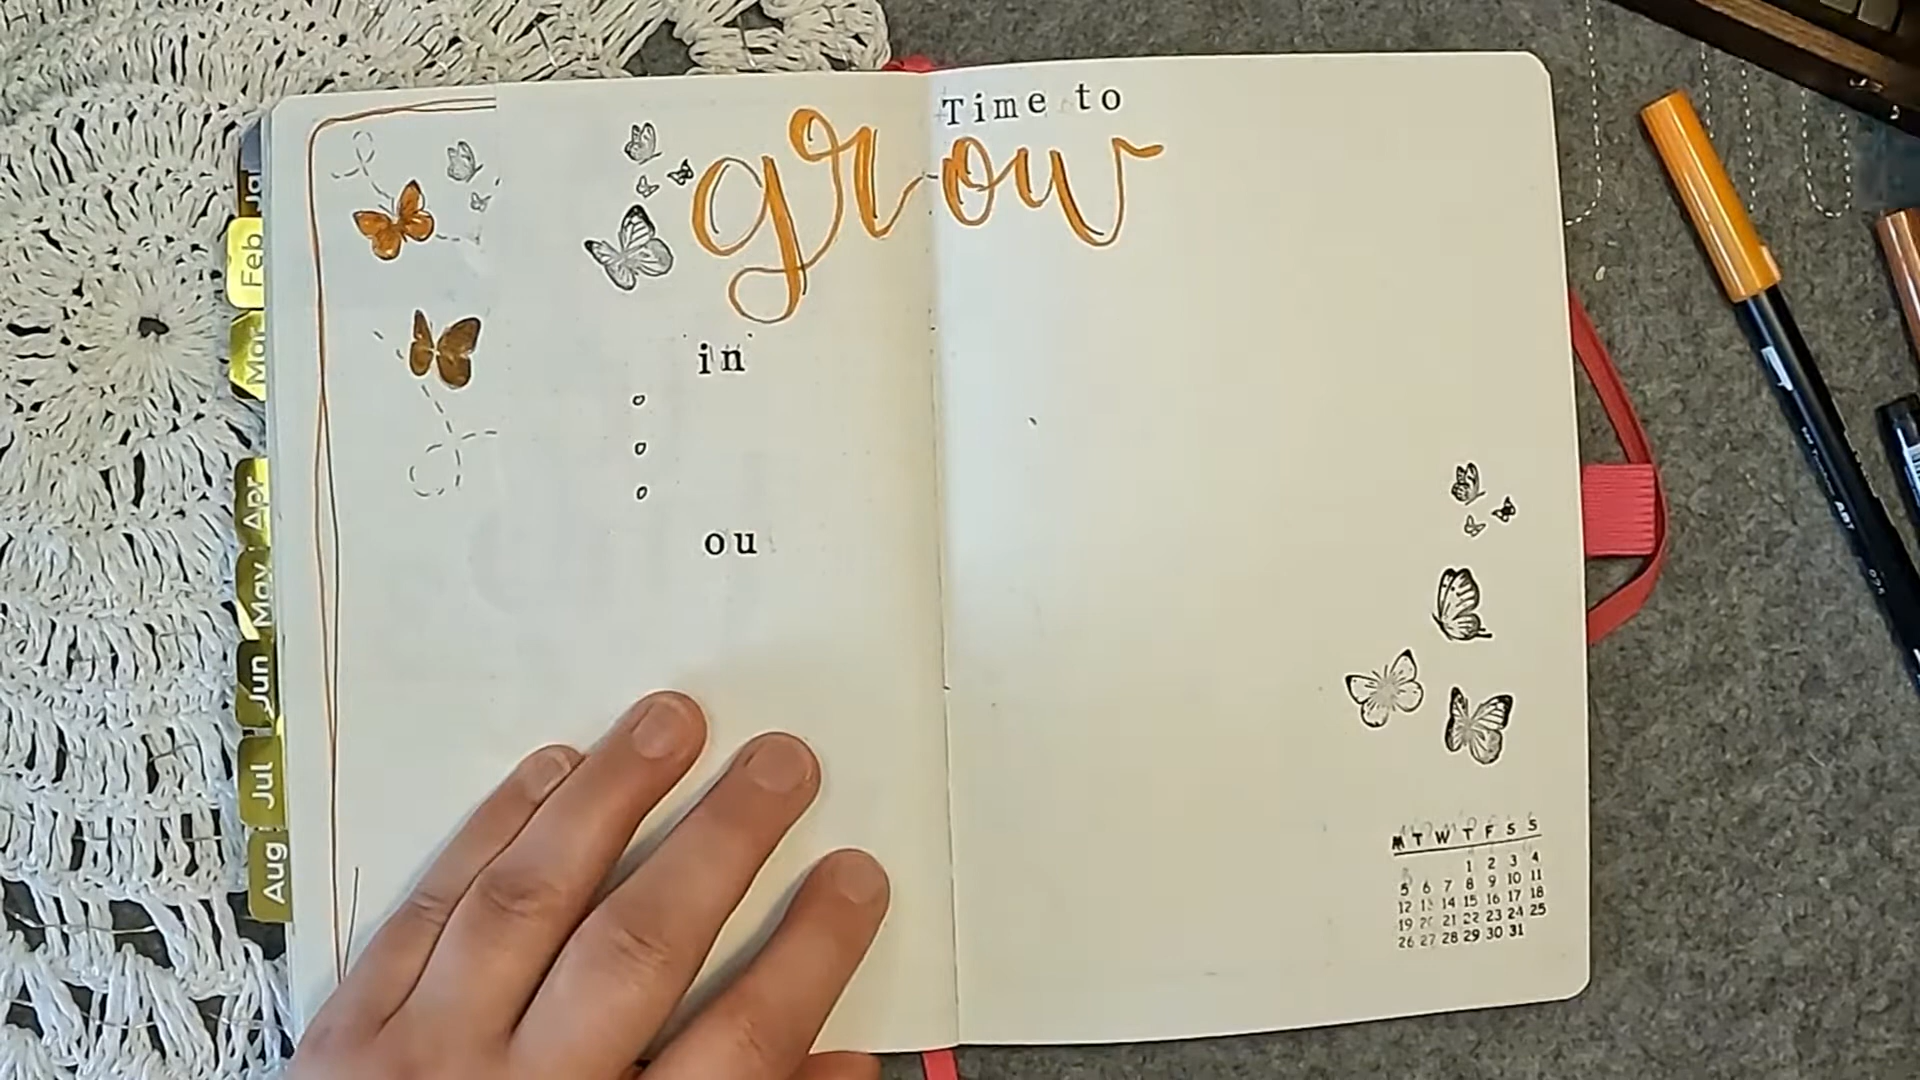 Time to
grow
in
ou
Feb
Mar
Apr
May
Jun
Jul
Aug
M T W T F S S
1 2 3 4
5 6 7 8 9 10 11
12 13 14 15 16 17 18
19 20 21 22 23 24 25
26 27 28 29 30 31